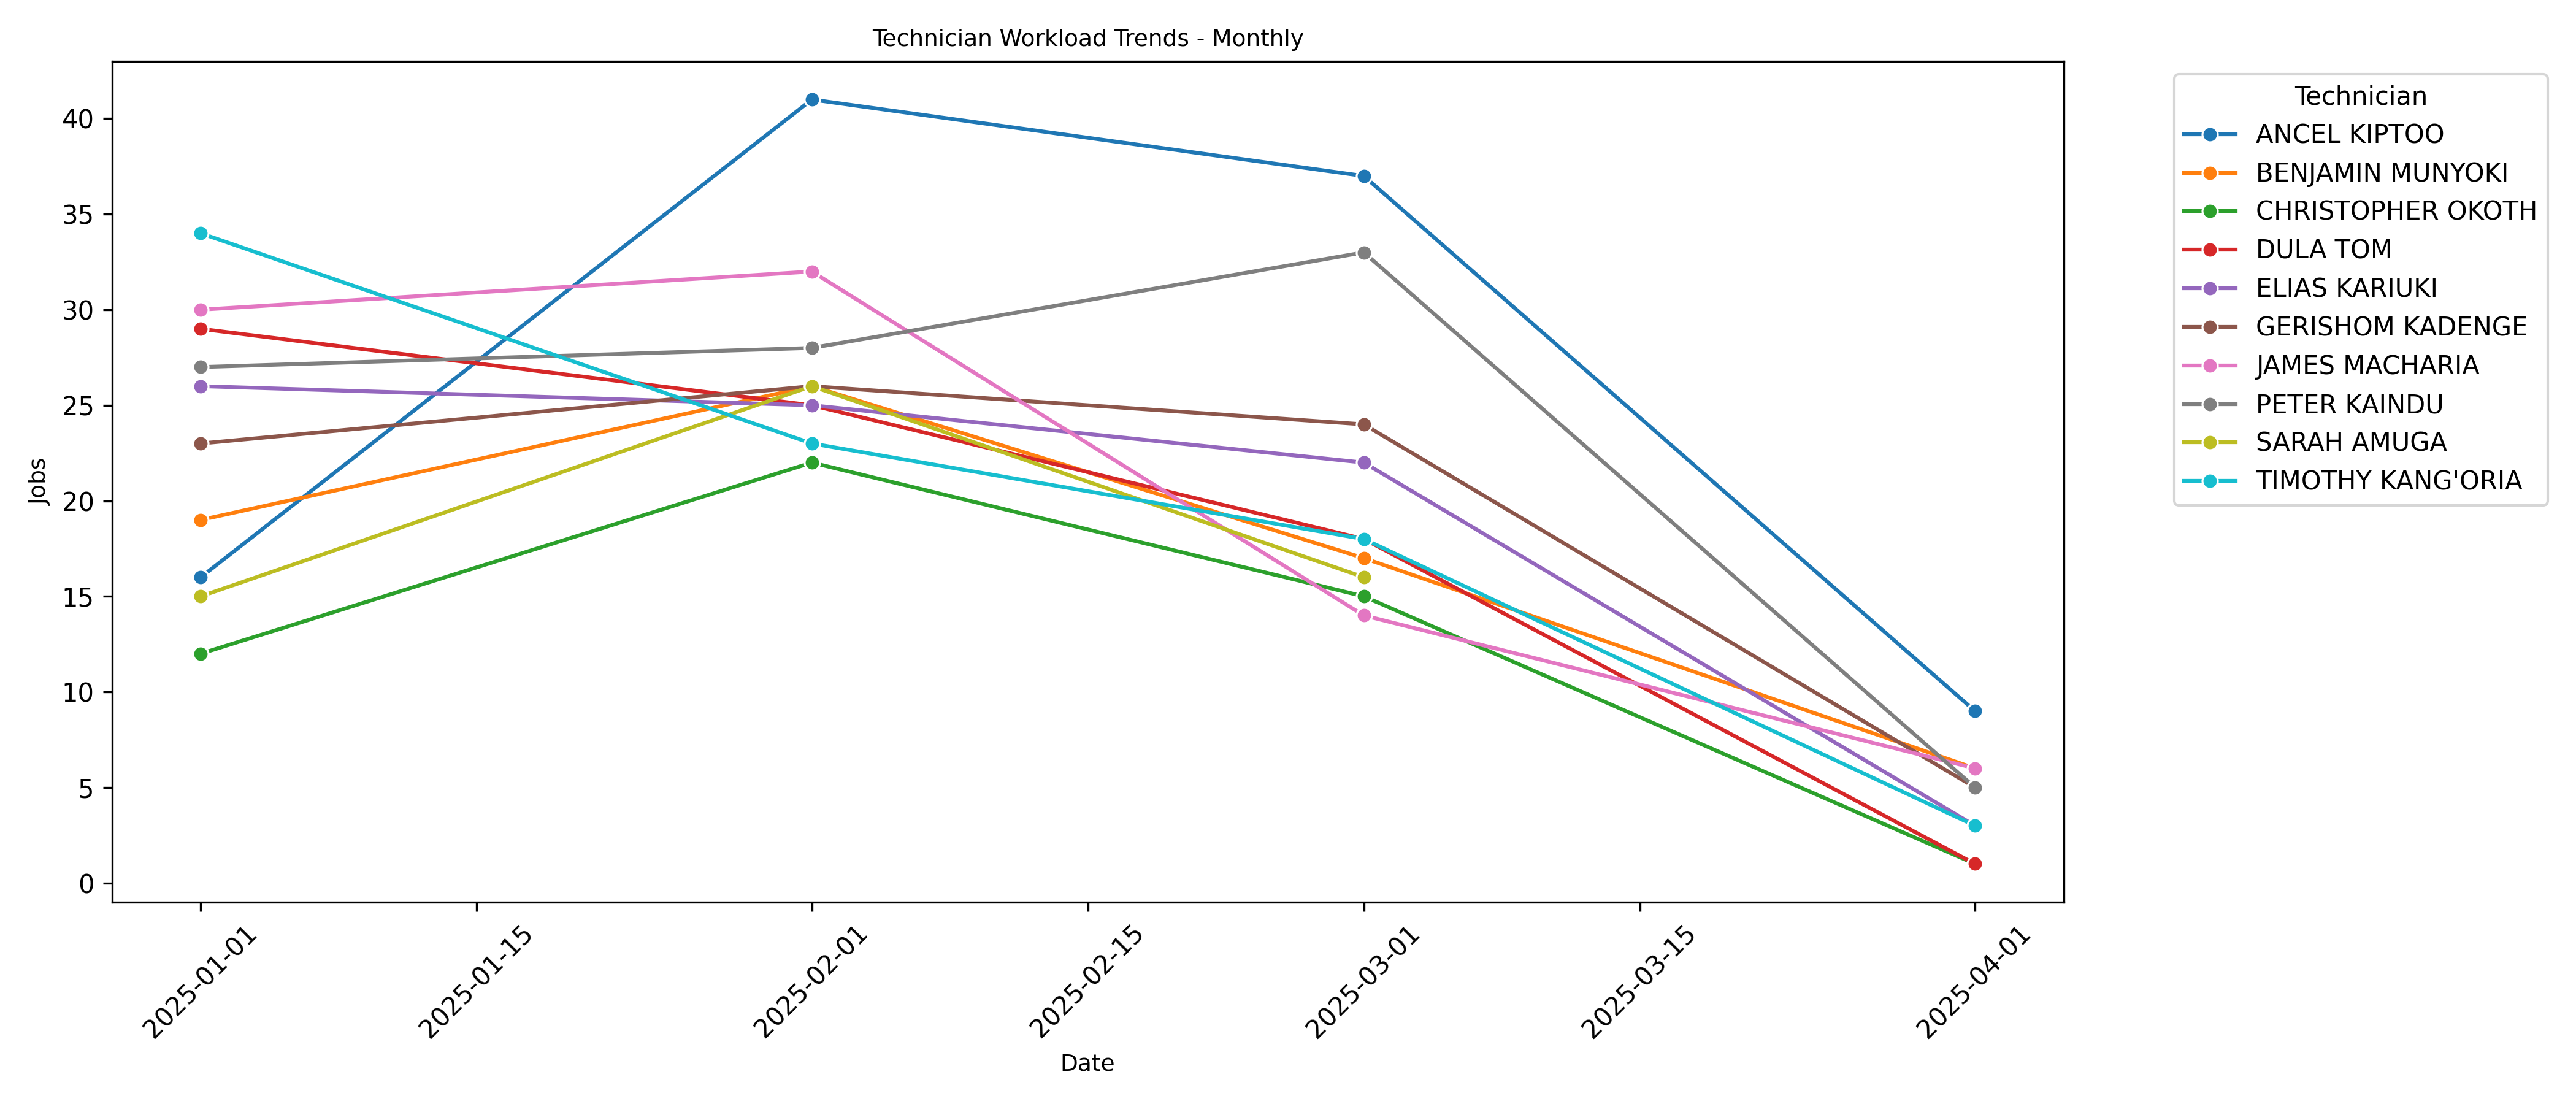 Technician Workload Trends - Monthly
Jobs
40
35
30
25
20
15
10
5
0
2025-01-01
2025-01-15
2025-02-01
2025-02-15
2025-03-01
2025-03-15
2025-04-01
Date
Technician
ANCEL KIPTOO
BENJAMIN MUNYOKI
CHRISTOPHER OKOTH
DULA TOM
ELIAS KARIUKI
GERISHOM KADENGE
JAMES MACHARIA
PETER KAINDU
SARAH AMUGA
TIMOTHY KANG'ORIA